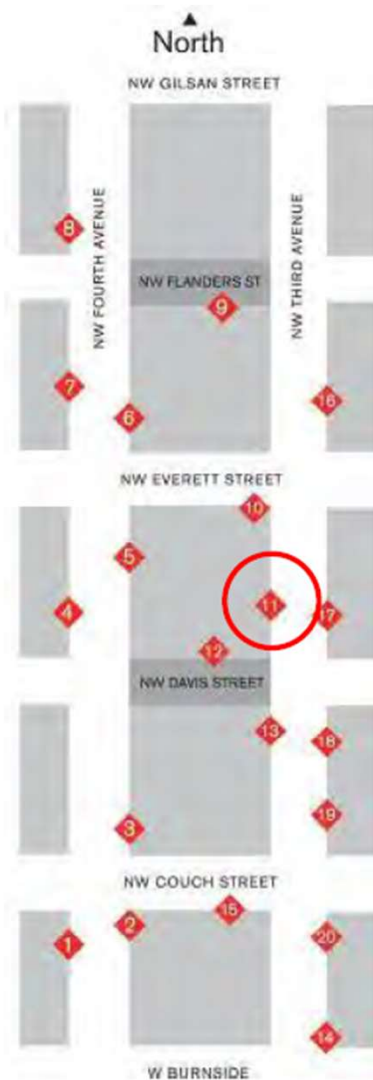 North
NW GILSAN STREET
NW FOURTH AVENUE
NW THIRD AVENUE
8
NW FLANDERS ST
9
7
16
6
NW EVERETT STREET
10
5
11
4
17
12
NW DAVIS STREET
13
18
19
3
NW COUCH STREET
15
2
20
1
14
W BURNSIDE